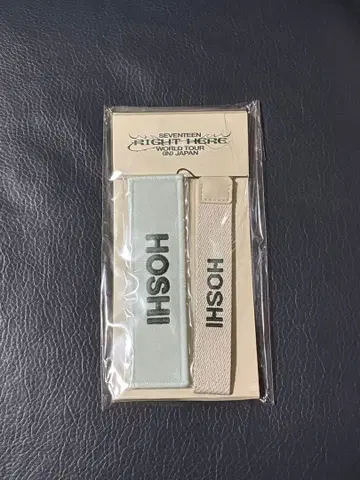 SEVENTEEN
RIGHT HERE
WORLD TOUR
(IN) JAPAN
HOSHI
HOSHI